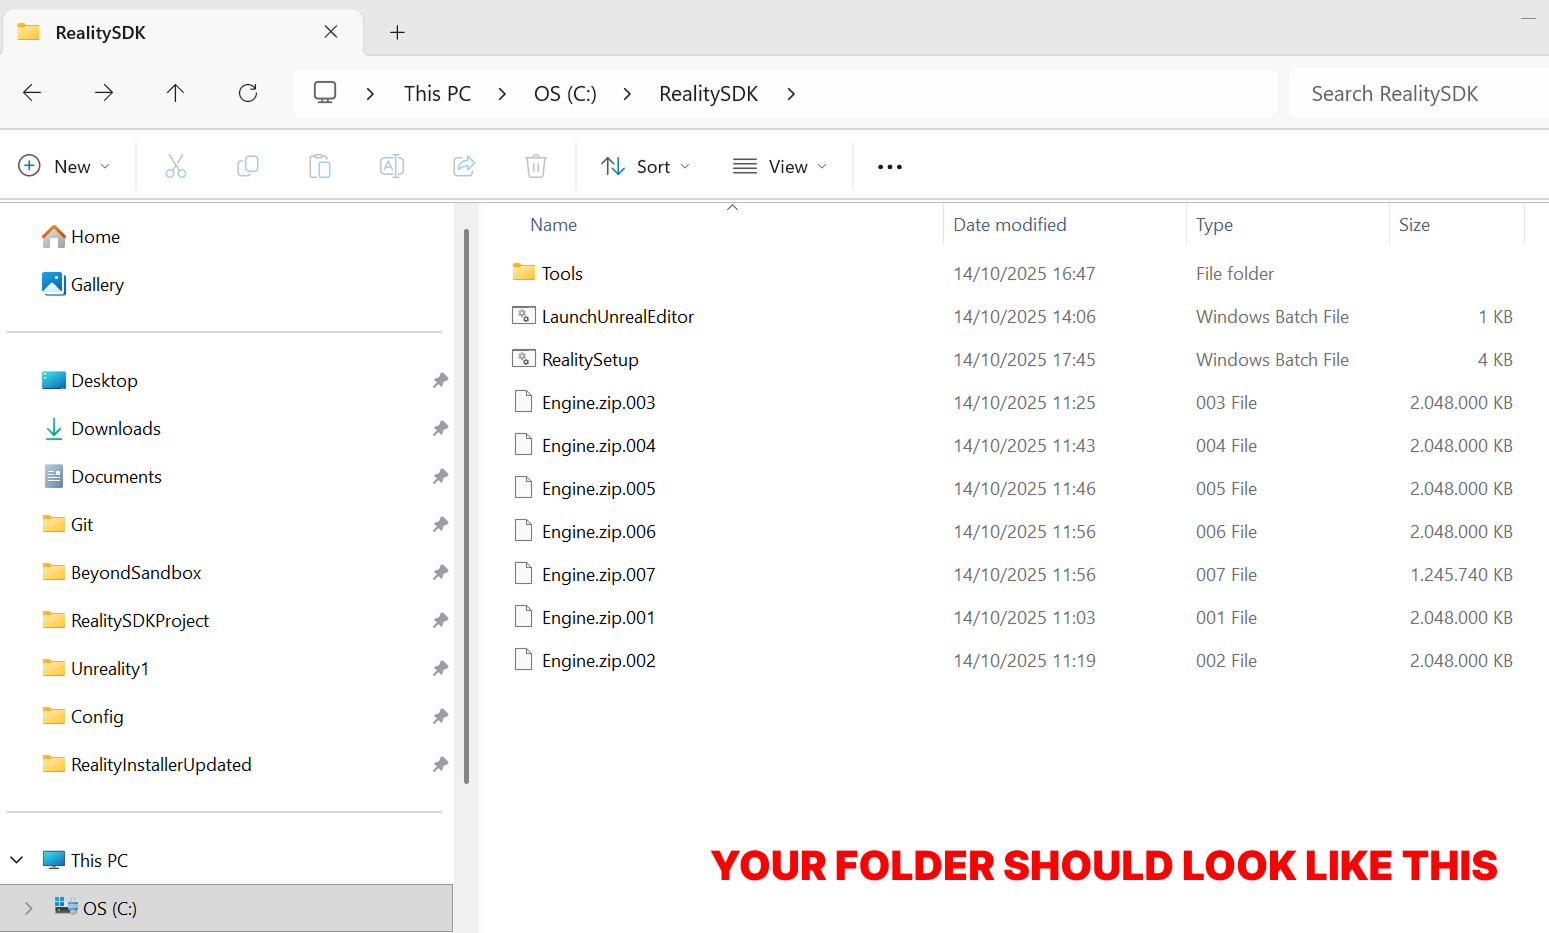 RealitySDK
This PC > OS (C:) > RealitySDK >
Search RealitySDK
New
Sort
View
Home
Gallery
Desktop
Downloads
Documents
Git
BeyondSandbox
RealitySDKProject
Unreality1
Config
RealityInstallerUpdated
This PC
OS (C:)
Name Date modified Type Size
Tools 14/10/2025 16:47 File folder
LaunchUnrealEditor 14/10/2025 14:06 Windows Batch File 1 KB
RealitySetup 14/10/2025 17:45 Windows Batch File 4 KB
Engine.zip.003 14/10/2025 11:25 003 File 2.048.000 KB
Engine.zip.004 14/10/2025 11:43 004 File 2.048.000 KB
Engine.zip.005 14/10/2025 11:46 005 File 2.048.000 KB
Engine.zip.006 14/10/2025 11:56 006 File 2.048.000 KB
Engine.zip.007 14/10/2025 11:56 007 File 1.245.740 KB
Engine.zip.001 14/10/2025 11:03 001 File 2.048.000 KB
Engine.zip.002 14/10/2025 11:19 002 File 2.048.000 KB
YOUR FOLDER SHOULD LOOK LIKE THIS